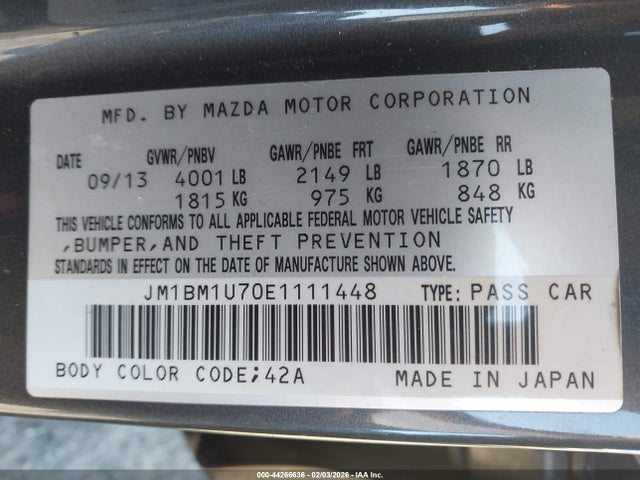 MFD. BY MAZDA MOTOR CORPORATION
DATE GVWR/PNBV GAWR/PNBE FRT GAWR/PNBE RR
09/13 4001 LB 2149 LB 1870 LB
1815 KG 975 KG 848 KG
THIS VEHICLE CONFORMS TO ALL APPLICABLE FEDERAL MOTOR VEHICLE SAFETY
,BUMPER,AND THEFT PREVENTION
STANDARDS IN EFFECT ON THE DATE OF MANUFACTURE SHOWN ABOVE.
JM1BM1U70E1111448 TYPE: PASS CAR
BODY COLOR CODE;42A MADE IN JAPAN
000-44266636 - 02/03/2026 - IAA Inc.